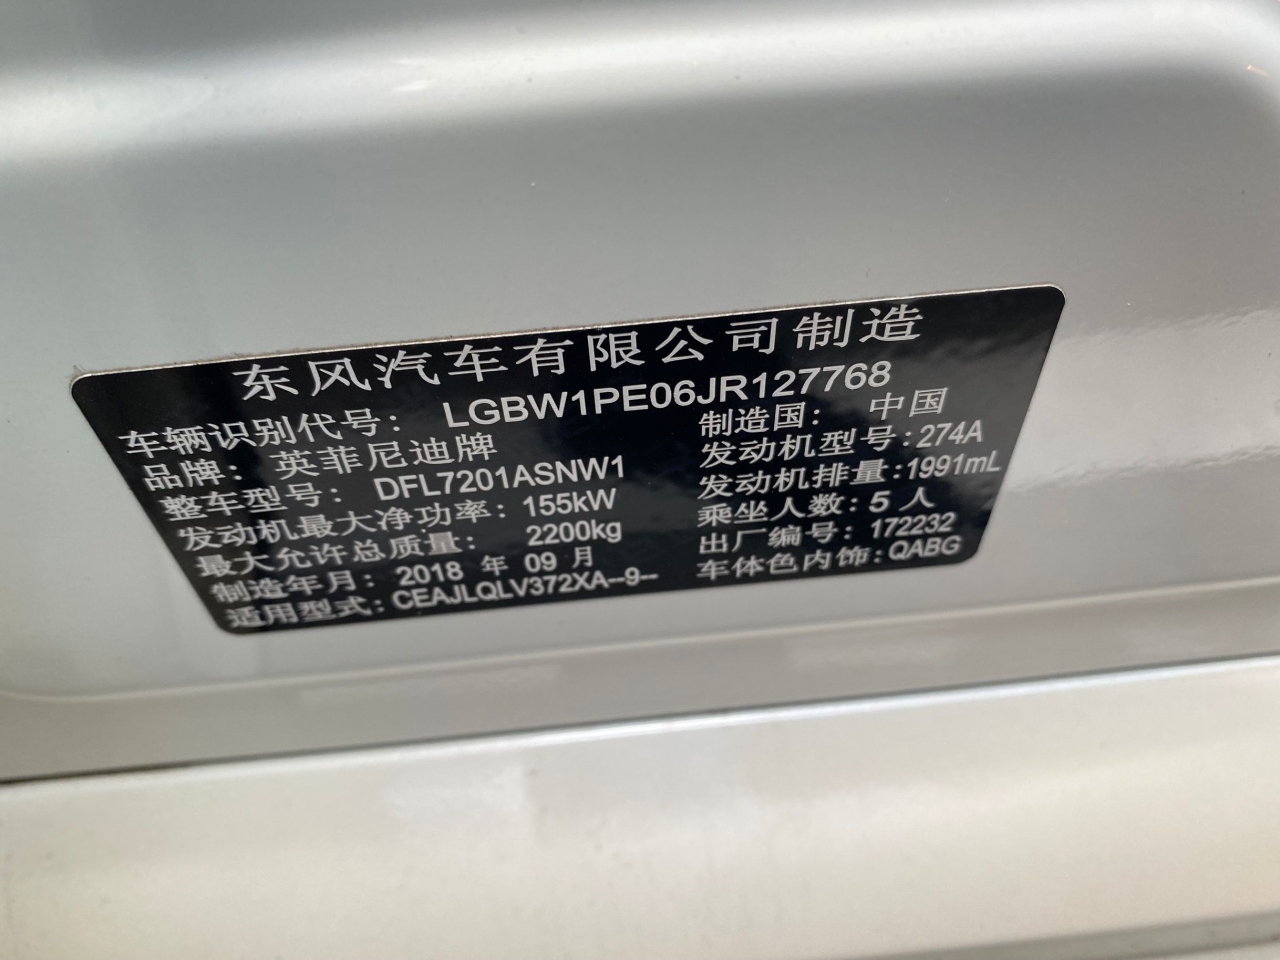 东风汽车有限公司制造
车辆识别代号： LGBW1PE06JR127768
品牌：英菲尼迪牌 制造国： 中国
整车型号： DFL7201ASNW1 发动机型号：274A
发动机最大净功率：155kW 发动机排量：1991mL
最大允许总质量： 2200kg 乘坐人数：5 人
制造年月：2018 年 09 月 出厂编号：172232
适用型式：CEAJLQLV372XA--9-- 车体色内饰：QABG